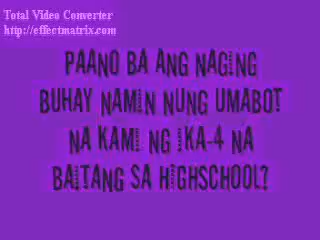 Total Video Converter
http://effectmatrix.com
PAANO BA ANG NAGING
BUHAY NAMIN NUNG UMABOT
NA KAMI NG IKA-4 NA
BAITANG SA HIGHSCHOOL?